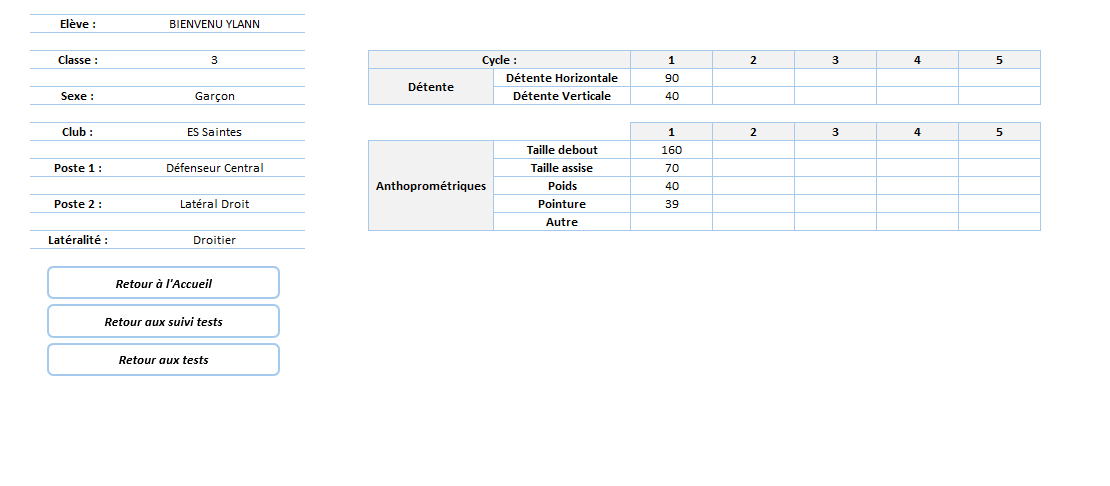 Elève : BIENVENU YLANN
Classe : 3
Sexe : Garçon
Club : ES Saintes
Poste 1 : Défenseur Central
Poste 2 : Latéral Droit
Latéralité : Droitier
Retour à l'Accueil
Retour aux suivi tests
Retour aux tests
Cycle : 1 2 3 4 5
Détente
Détente Horizontale 90
Détente Verticale 40
1 2 3 4 5
Anthoprométriques
Taille debout 160
Taille assise 70
Poids 40
Pointure 39
Autre